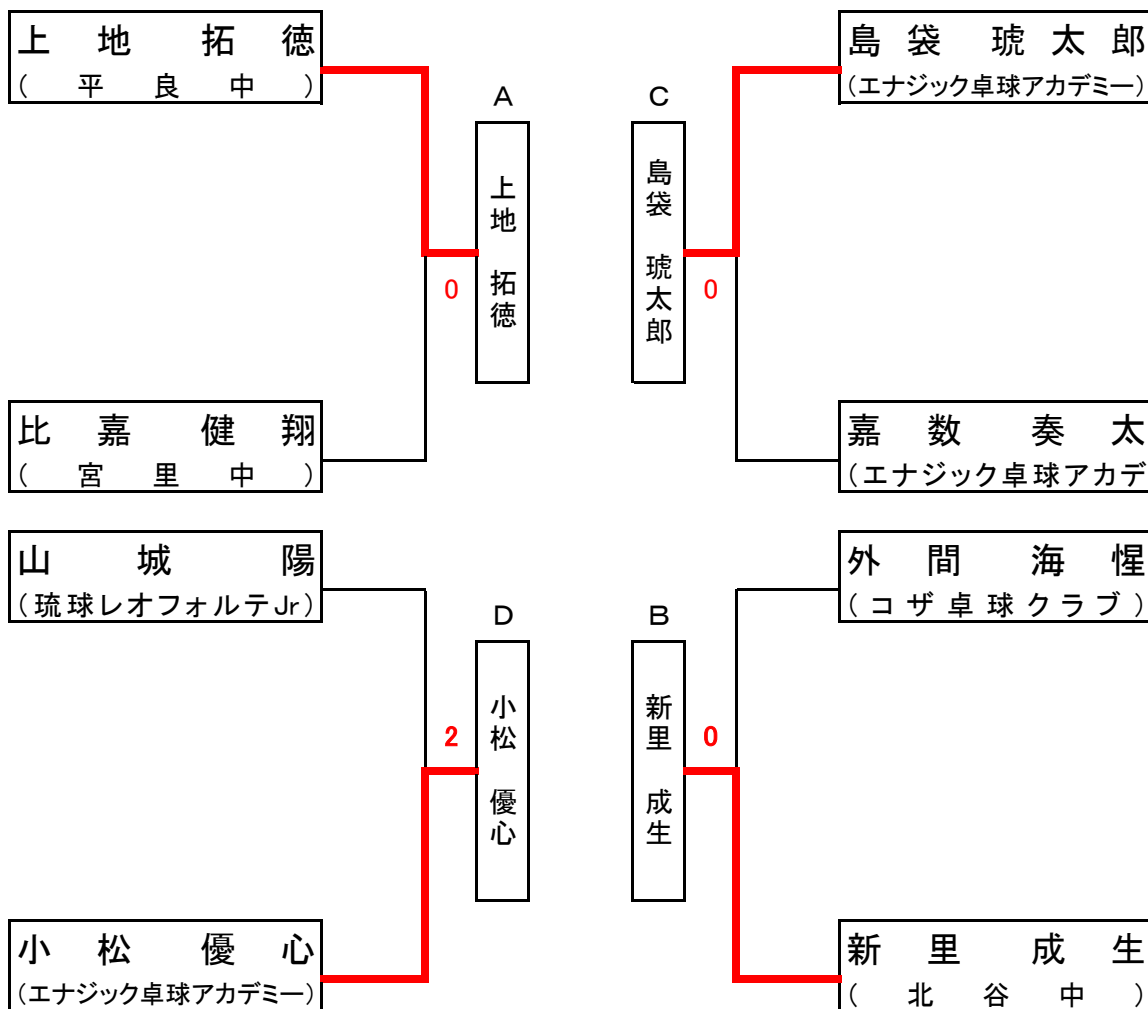 上地拓徳
(平良中)
島袋琥太郎
(エナジック卓球アカデミー)
A
C
上地 拓徳
島袋 琥太郎
0
0
比嘉健翔
(宮里中)
嘉数奏太
(エナジック卓球アカデ
山城陽
(琉球レオフォルテJr)
外間海惺
(コザ卓球クラブ)
D
B
小松 優心
新里 成生
2
0
小松優心
(エナジック卓球アカデミー)
新里成生
(北谷中)